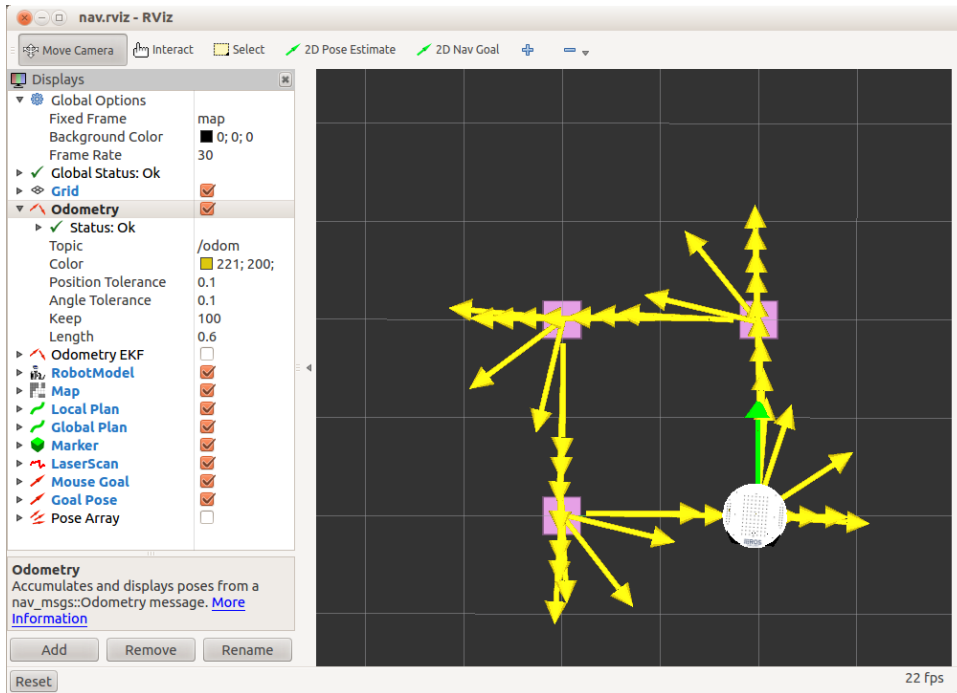 nav.rviz - RViz
Move Camera Interact Select 2D Pose Estimate 2D Nav Goal
Displays
Global Options
Fixed Frame map
Background Color 0; 0; 0
Frame Rate 30
Global Status: Ok
Grid
Odometry
Status: Ok
Topic /odom
Color 221; 200;
Position Tolerance 0.1
Angle Tolerance 0.1
Keep 100
Length 0.6
Odometry EKF
RobotModel
Map
Local Plan
Global Plan
Marker
LaserScan
Mouse Goal
Goal Pose
Pose Array
Odometry
Accumulates and displays poses from a
nav_msgs::Odometry message. More
Information
Add Remove Rename
Reset 22 fps